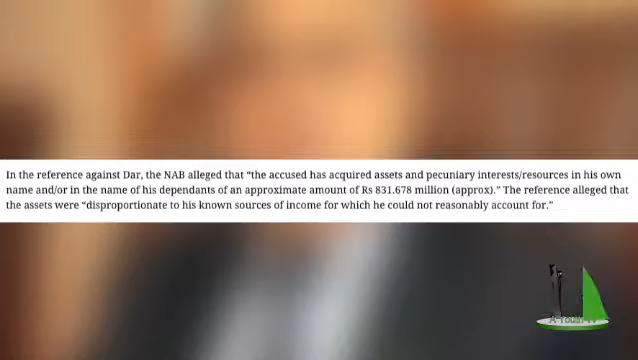 In the reference against Dar, the NAB alleged that “the accused has acquired assets and pecuniary interests/resources in his own
name and/or in the name of his dependants of an approximate amount of Rs 831.678 million (approx).” The reference alleged that
the assets were “disproportionate to his known sources of income for which he could not reasonably account for.”